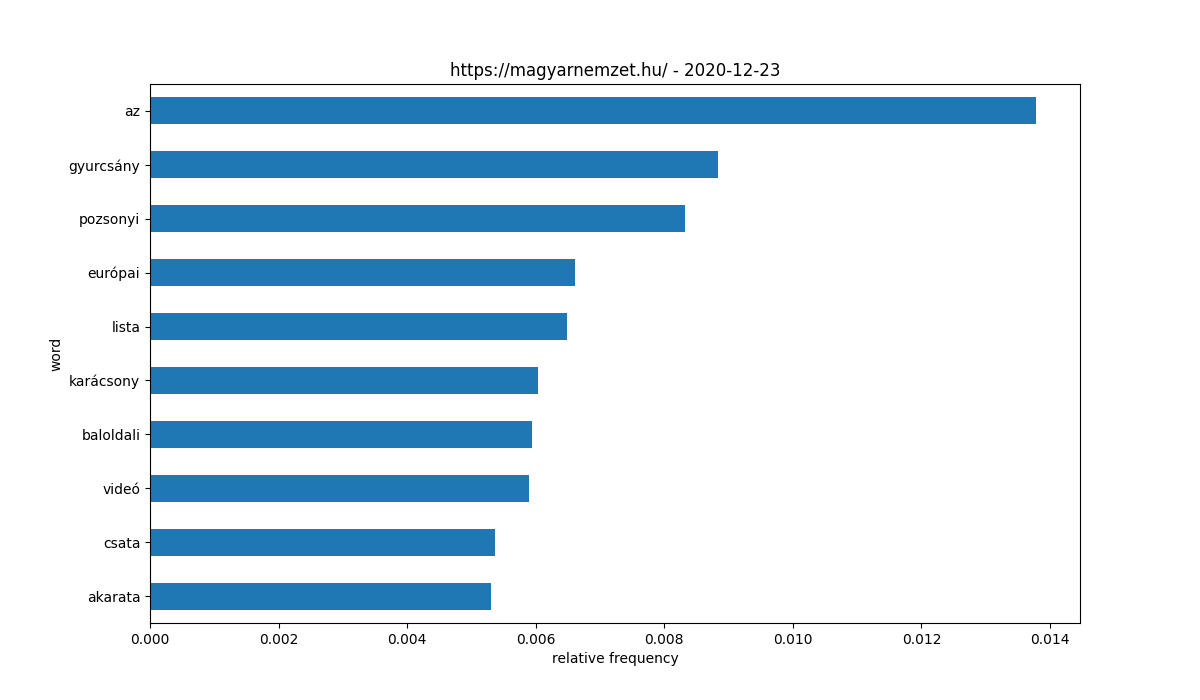 https://magyarnemzet.hu/ - 2020-12-23
az
gyurcsány
pozsonyi
európai
lista
karácsony
baloldali
videó
csata
akarata
word
0.000 0.002 0.004 0.006 0.008 0.010 0.012 0.014
relative frequency